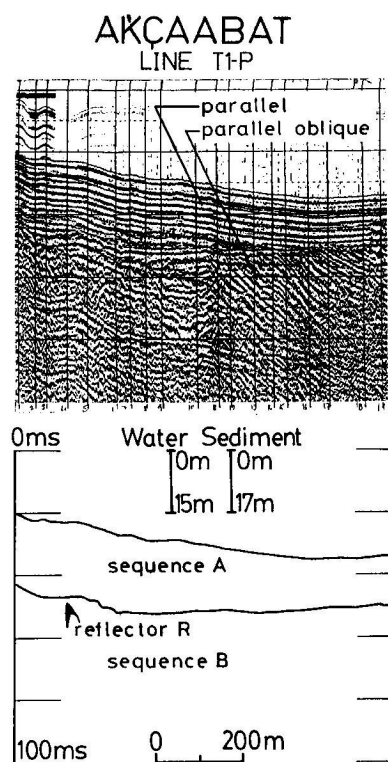 AKÇAABAT
LINE T1-P
parallel
parallel oblique
0ms Water Sediment
0m 0m
15m 17m
sequence A
reflector R
sequence B
100ms 0 200m